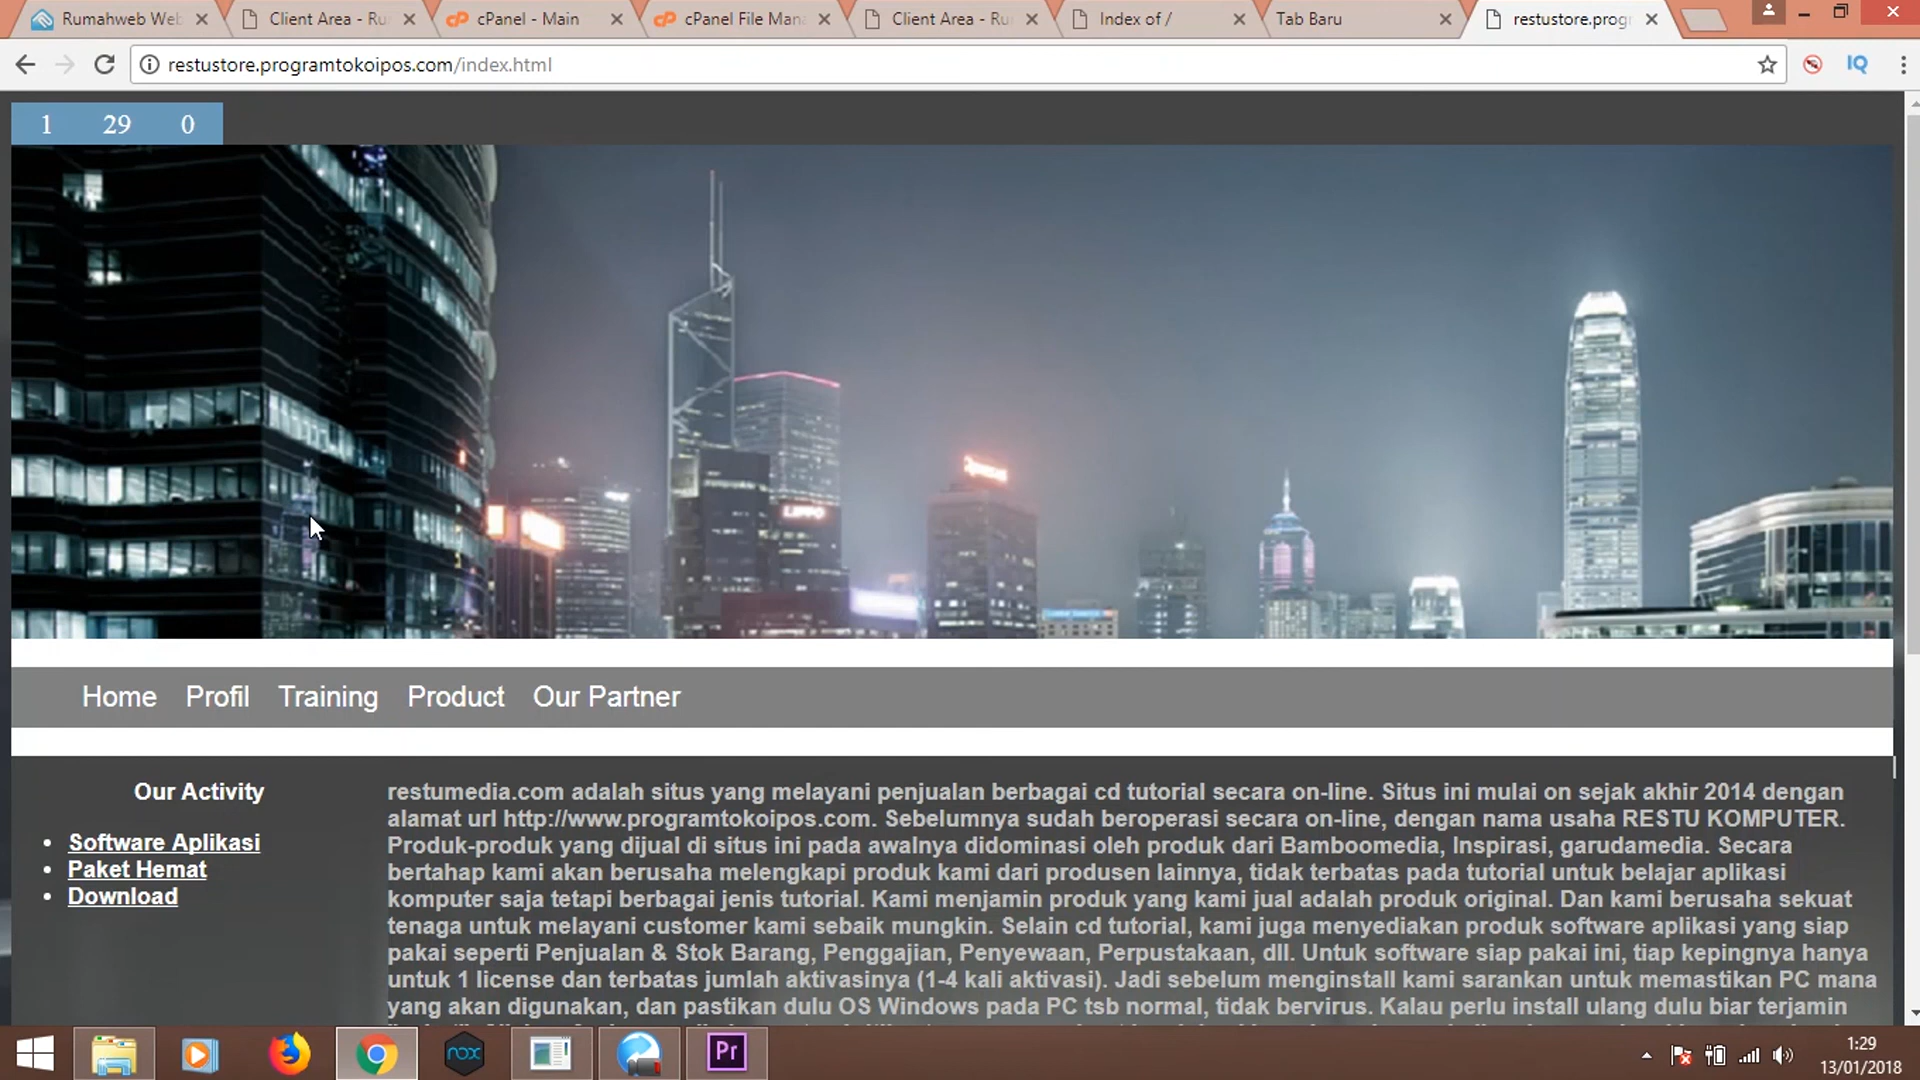 Rumahweb Web
Client Area - Ru
cPanel - Main
cPanel File Man
Client Area - Ru
Index of /
Tab Baru
restustore.prog
restustore.programtokoipos.com/index.html
IQ
1 29 0
LIPPO
Home Profil Training Product Our Partner
Our Activity
• Software Aplikasi
• Paket Hemat
• Download
restumedia.com adalah situs yang melayani penjualan berbagai cd tutorial secara on-line. Situs ini mulai on sejak akhir 2014 dengan
alamat url http://www.programtokoipos.com. Sebelumnya sudah beroperasi secara on-line, dengan nama usaha RESTU KOMPUTER.
Produk-produk yang dijual di situs ini pada awalnya didominasi oleh produk dari Bamboomedia, Inspirasi, garudamedia. Secara
bertahap kami akan berusaha melengkapi produk kami dari produsen lainnya, tidak terbatas pada tutorial untuk belajar aplikasi
komputer saja tetapi berbagai jenis tutorial. Kami menjamin produk yang kami jual adalah produk original. Dan kami berusaha sekuat
tenaga untuk melayani customer kami sebaik mungkin. Selain cd tutorial, kami juga menyediakan produk software aplikasi yang siap
pakai seperti Penjualan & Stok Barang, Penggajian, Penyewaan, Perpustakaan, dll. Untuk software siap pakai ini, tiap kepingnya hanya
untuk 1 license dan terbatas jumlah aktivasinya (1-4 kali aktivasi). Jadi sebelum menginstall kami sarankan untuk memastikan PC mana
yang akan digunakan, dan pastikan dulu OS Windows pada PC tsb normal, tidak bervirus. Kalau perlu install ulang dulu biar terjamin
nox
Pr
1:29
13/01/2018